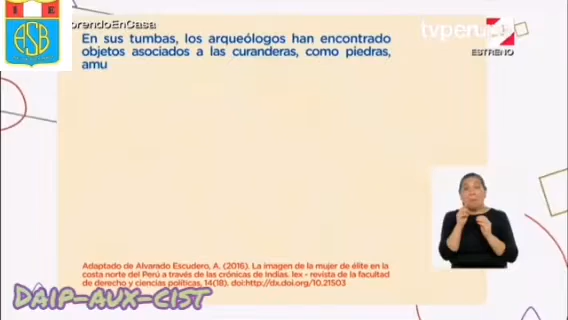 ASB
prendoEnCasa
tvperu
ESTRENO
En sus tumbas, los arqueólogos han encontrado
objetos asociados a las curanderas, como piedras,
amu
Adaptado de Alvarado Escudero, A. (2016). La imagen de la mujer de élite en la
costa norte del Perú a través de las crónicas de Indias. Iex - revista de la facultad
de derecho y ciencias políticas, 14(18). doi:http://dx.doi.org/10.21503
Daip-aux-cist